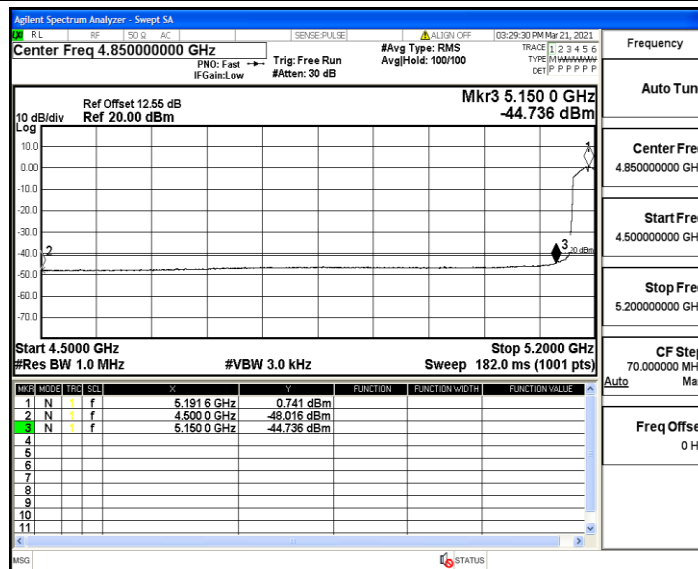 Agilent Spectrum Analyzer - Swept SA
RL RF 50 Ω AC SENSE:PULSE ALIGN OFF 03:29:30 PM Mar 21, 2021
Center Freq 4.850000000 GHz
PNO: Fast
IFGain:Low
Trig: Free Run
#Atten: 30 dB
#Avg Type: RMS
Avg|Hold: 100/100
TRACE 1 2 3 4 5 6
TYPE M
DET P P P P P P
Ref Offset 12.55 dB
Ref 20.00 dBm
10 dB/div
Log
Mkr3 5.150 0 GHz
-44.736 dBm
10.0
0.00
-10.0
-20.0
-30.0
-40.0
-50.0
-60.0
-70.0
1
2
3
20 dBm
Start 4.5000 GHz
Stop 5.2000 GHz
#Res BW 1.0 MHz
#VBW 3.0 kHz
Sweep 182.0 ms (1001 pts)
MKR MODE TRC SCL X Y FUNCTION FUNCTION WIDTH FUNCTION VALUE
1 N 1 f 5.191 6 GHz 0.741 dBm
2 N 1 f 4.500 0 GHz -48.016 dBm
3 N 1 f 5.150 0 GHz -44.736 dBm
4
5
6
7
8
9
10
11
MSG
STATUS
Frequency
Auto Tun
Center Fre
4.850000000 GH
Start Fre
4.500000000 GH
Stop Fre
5.200000000 GH
CF Ste
70.000000 MH
Auto Ma
Freq Offse
0 H